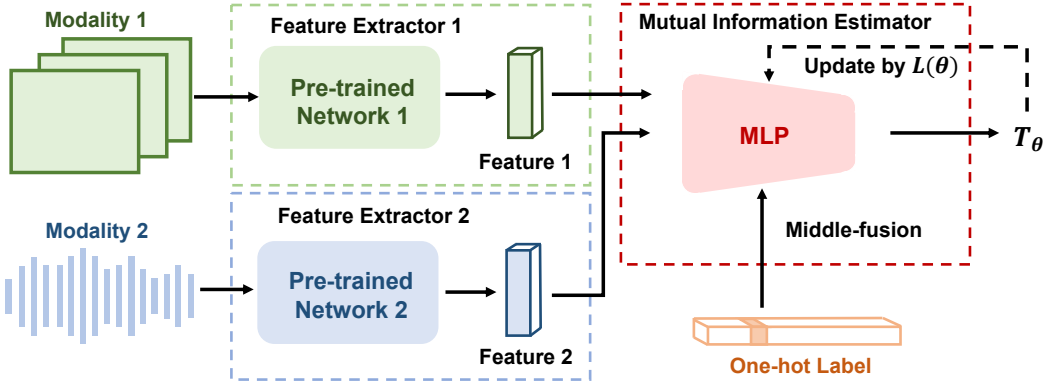 Modality 1
Feature Extractor 1
Pre-trained
Network 1
Feature 1
Modality 2
Feature Extractor 2
Pre-trained
Network 2
Feature 2
Mutual Information Estimator
Update by L(θ)
MLP
T_θ
Middle-fusion
One-hot Label